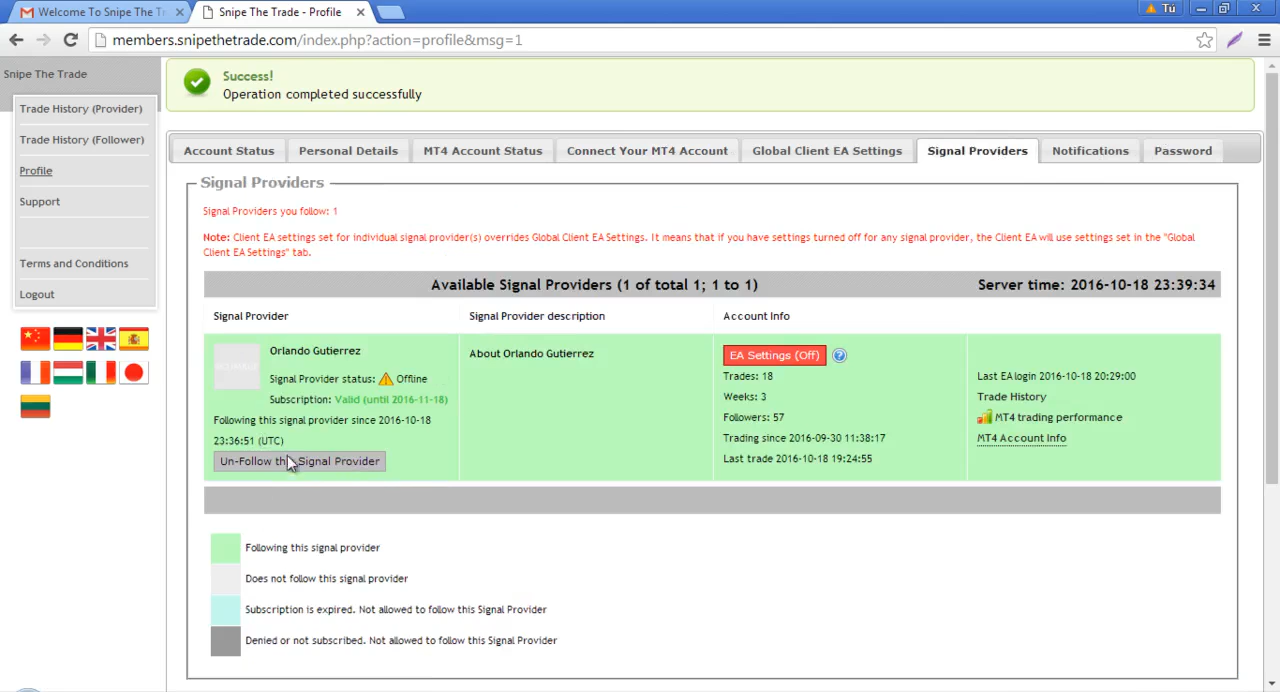 Welcome To Snipe The Tr
Snipe The Trade - Profile
Tú
members.snipethetrade.com/index.php?action=profile&msg=1
Snipe The Trade
Trade History (Provider)
Trade History (Follower)
Profile
Support
Terms and Conditions
Logout
Success!
Operation completed successfully
Account Status
Personal Details
MT4 Account Status
Connect Your MT4 Account
Global Client EA Settings
Signal Providers
Notifications
Password
Signal Providers
Signal Providers you follow: 1
Note: Client EA settings set for individual signal provider(s) overrides Global Client EA Settings. It means that if you have settings turned off for any signal provider, the Client EA will use settings set in the "Global
Client EA Settings" tab.
Available Signal Providers (1 of total 1; 1 to 1)
Server time: 2016-10-18 23:39:34
Signal Provider
Signal Provider description
Account Info
Orlando Gutierrez
Signal Provider status: Offline
Subscription: Valid (until 2016-11-18)
Following this signal provider since 2016-10-18
23:36:51 (UTC)
Un-Follow this Signal Provider
About Orlando Gutierrez
EA Settings (Off)
Trades: 18
Weeks: 3
Followers: 57
Trading since 2016-09-30 11:38:17
Last trade 2016-10-18 19:24:55
Last EA login 2016-10-18 20:29:00
Trade History
MT4 trading performance
MT4 Account Info
Following this signal provider
Does not follow this signal provider
Subscription is expired. Not allowed to follow this Signal Provider
Denied or not subscribed. Not allowed to follow this Signal Provider